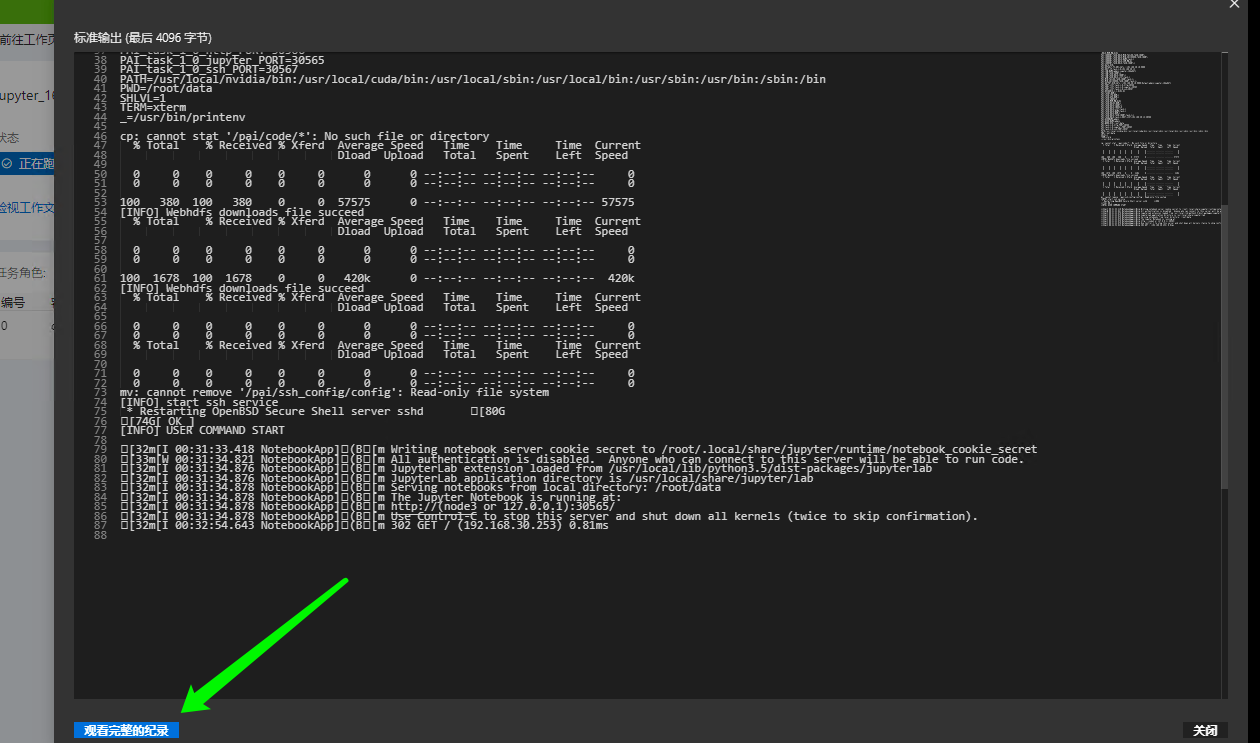 前往工作页
upyter_16
状态
正在跑
检视工作文
任务角色:
编号
0
标准输出 (最后 4096 字节)
38 PAI_task_1_0_jupyter_PORT=30565
39 PAI_task_1_0_ssh_PORT=30567
40 PATH=/usr/local/nvidia/bin:/usr/local/cuda/bin:/usr/local/sbin:/usr/local/bin:/usr/sbin:/usr/bin:/sbin:/bin
41 PWD=/root/data
42 SHLVL=1
43 TERM=xterm
44 _=/usr/bin/printenv
45
46 cp: cannot stat '/pai/code/*': No such file or directory
47 % Total % Received % Xferd Average Speed Time Time Time Current
48 Dload Upload Total Spent Left Speed
49
50 0 0 0 0 0 0 0 0 --:--:-- --:--:-- --:--:-- 0
51 0 0 0 0 0 0 0 0 --:--:-- --:--:-- --:--:-- 0
52
53 100 380 100 380 0 0 57575 0 --:--:-- --:--:-- --:--:-- 57575
54 [INFO] Webhdfs downloads file succeed
55 % Total % Received % Xferd Average Speed Time Time Time Current
56 Dload Upload Total Spent Left Speed
57
58 0 0 0 0 0 0 0 0 --:--:-- --:--:-- --:--:-- 0
59 0 0 0 0 0 0 0 0 --:--:-- --:--:-- --:--:-- 0
60
61 100 1678 100 1678 0 0 420k 0 --:--:-- --:--:-- --:--:-- 420k
62 [INFO] Webhdfs downloads file succeed
63 % Total % Received % Xferd Average Speed Time Time Time Current
64 Dload Upload Total Spent Left Speed
65
66 0 0 0 0 0 0 0 0 --:--:-- --:--:-- --:--:-- 0
67 0 0 0 0 0 0 0 0 --:--:-- --:--:-- --:--:-- 0
68 % Total % Received % Xferd Average Speed Time Time Time Current
69 Dload Upload Total Spent Left Speed
70
71 0 0 0 0 0 0 0 0 --:--:-- --:--:-- --:--:-- 0
72 0 0 0 0 0 0 0 0 --:--:-- --:--:-- --:--:-- 0
73 mv: cannot remove '/pai/ssh_config/config': Read-only file system
74 [INFO] start ssh service
75 * Restarting OpenBSD Secure Shell server sshd □[80G
76 □[74G[ OK ]
77 [INFO] USER COMMAND START
78
79 □[32m[I 00:31:33.418 NotebookApp]□(B□[m Writing notebook server cookie secret to /root/.local/share/jupyter/runtime/notebook_cookie_secret
80 □[33m[W 00:31:34.821 NotebookApp]□(B□[m All authentication is disabled. Anyone who can connect to this server will be able to run code.
81 □[32m[I 00:31:34.876 NotebookApp]□(B□[m JupyterLab extension loaded from /usr/local/lib/python3.5/dist-packages/jupyterlab
82 □[32m[I 00:31:34.876 NotebookApp]□(B□[m JupyterLab application directory is /usr/local/share/jupyter/lab
83 □[32m[I 00:31:34.878 NotebookApp]□(B□[m Serving notebooks from local directory: /root/data
84 □[32m[I 00:31:34.878 NotebookApp]□(B□[m The Jupyter Notebook is running at:
85 □[32m[I 00:31:34.878 NotebookApp]□(B□[m http://(node3 or 127.0.0.1):30565/
86 □[32m[I 00:31:34.878 NotebookApp]□(B□[m Use Control-C to stop this server and shut down all kernels (twice to skip confirmation).
87 □[32m[I 00:32:54.643 NotebookApp]□(B□[m 302 GET / (192.168.30.253) 0.81ms
88
观看完整的纪录
关闭